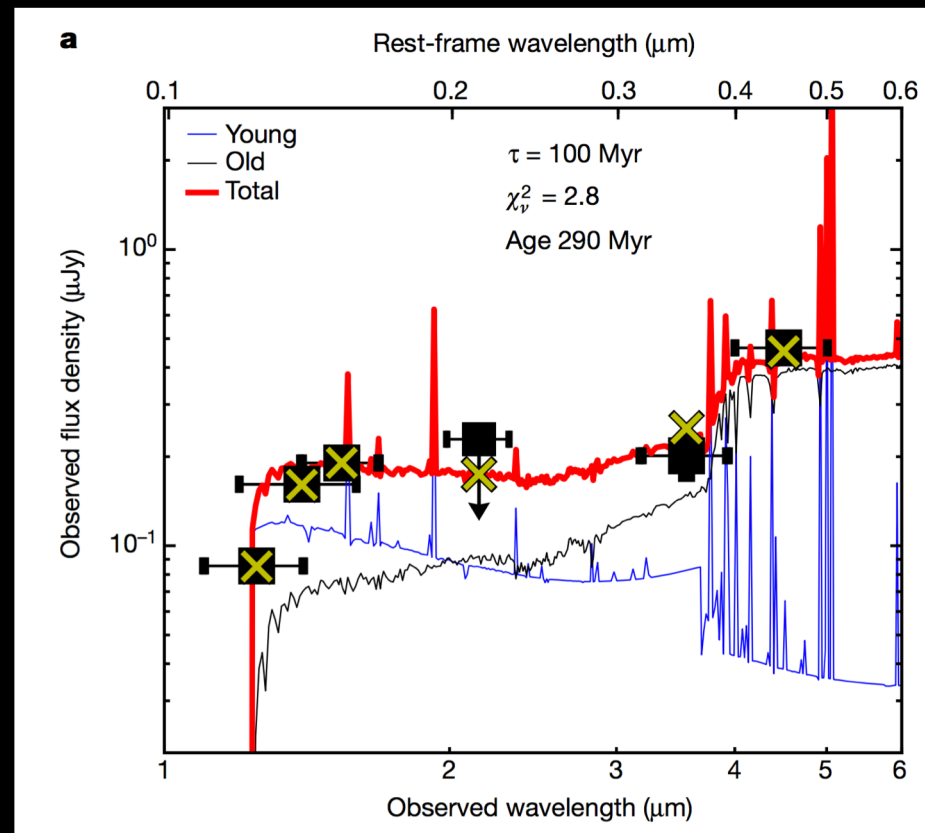 a
Rest-frame wavelength (μm)
0.1 0.2 0.3 0.4 0.5 0.6
Young
Old
Total
τ = 100 Myr
χ²ᵥ = 2.8
Age 290 Myr
Observed flux density (μJy)
10⁰
10⁻¹
1 2 3 4 5 6
Observed wavelength (μm)